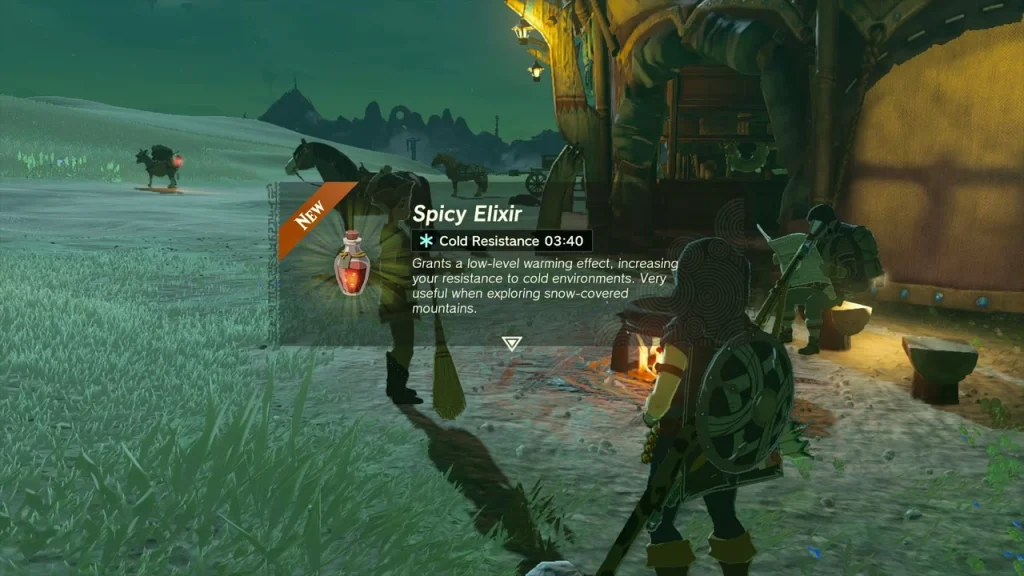 NEW
Spicy Elixir
Cold Resistance 03:40
Grants a low-level warming effect, increasing
your resistance to cold environments. Very
useful when exploring snow-covered
mountains.